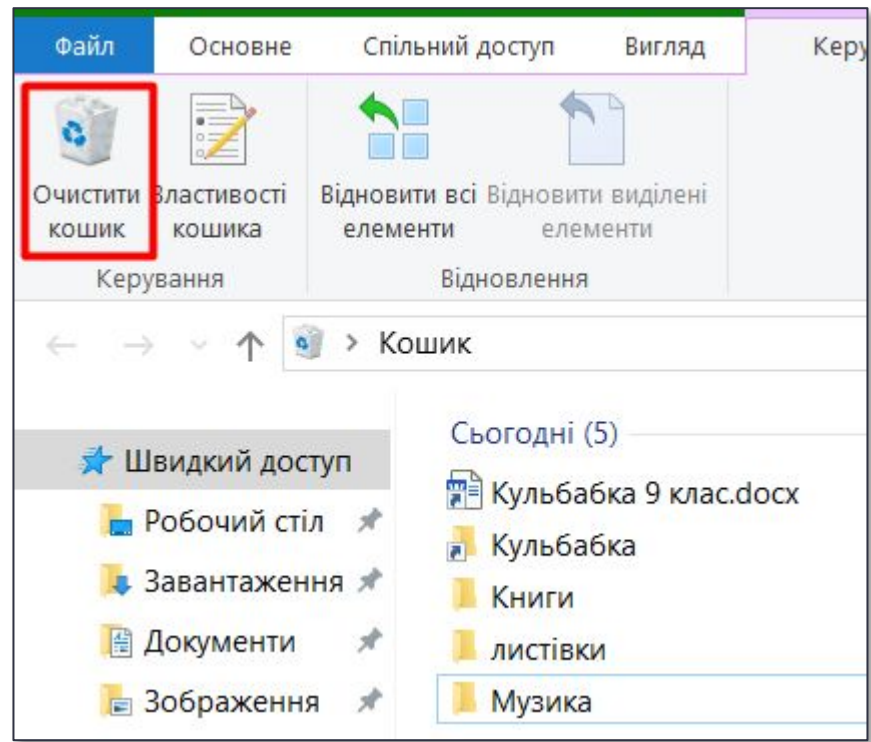 Файл Основне Спільний доступ Вигляд Керу
Очистити кошик
Властивості кошика
Відновити всі елементи
Відновити виділені елементи
Керування Відновлення
Кошик
Сьогодні (5)
Швидкий доступ
Кульбабка 9 клас.docx
Робочий стіл
Кульбабка
Завантаження
Книги
Документи
листівки
Зображення
Музика